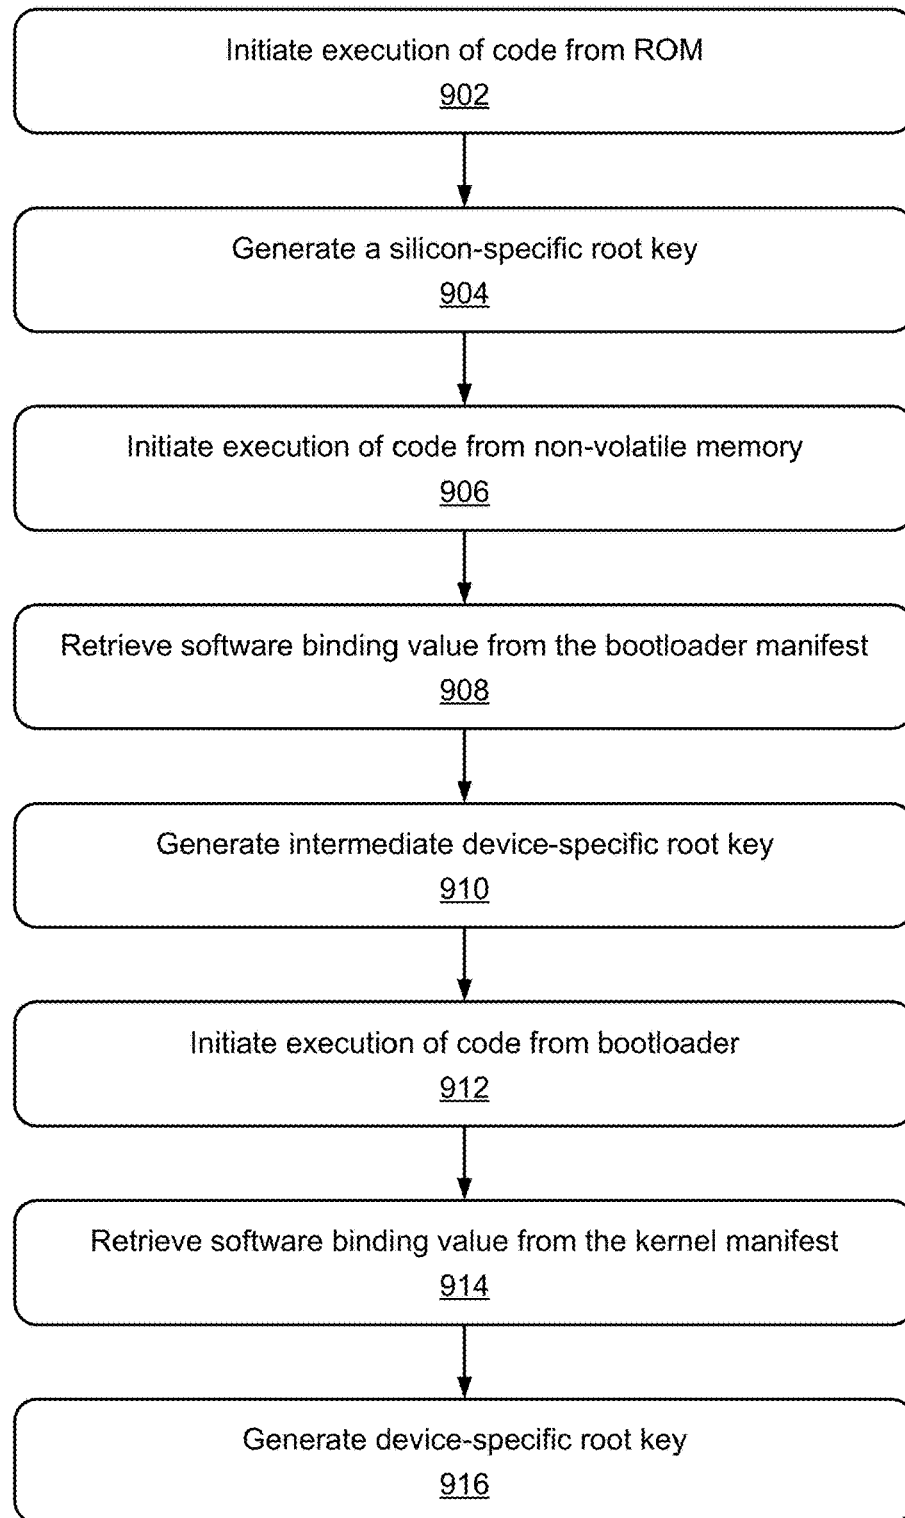 Initiate execution of code from ROM
902
Generate a silicon-specific root key
904
Initiate execution of code from non-volatile memory
906
Retrieve software binding value from the bootloader manifest
908
Generate intermediate device-specific root key
910
Initiate execution of code from bootloader
912
Retrieve software binding value from the kernel manifest
914
Generate device-specific root key
916